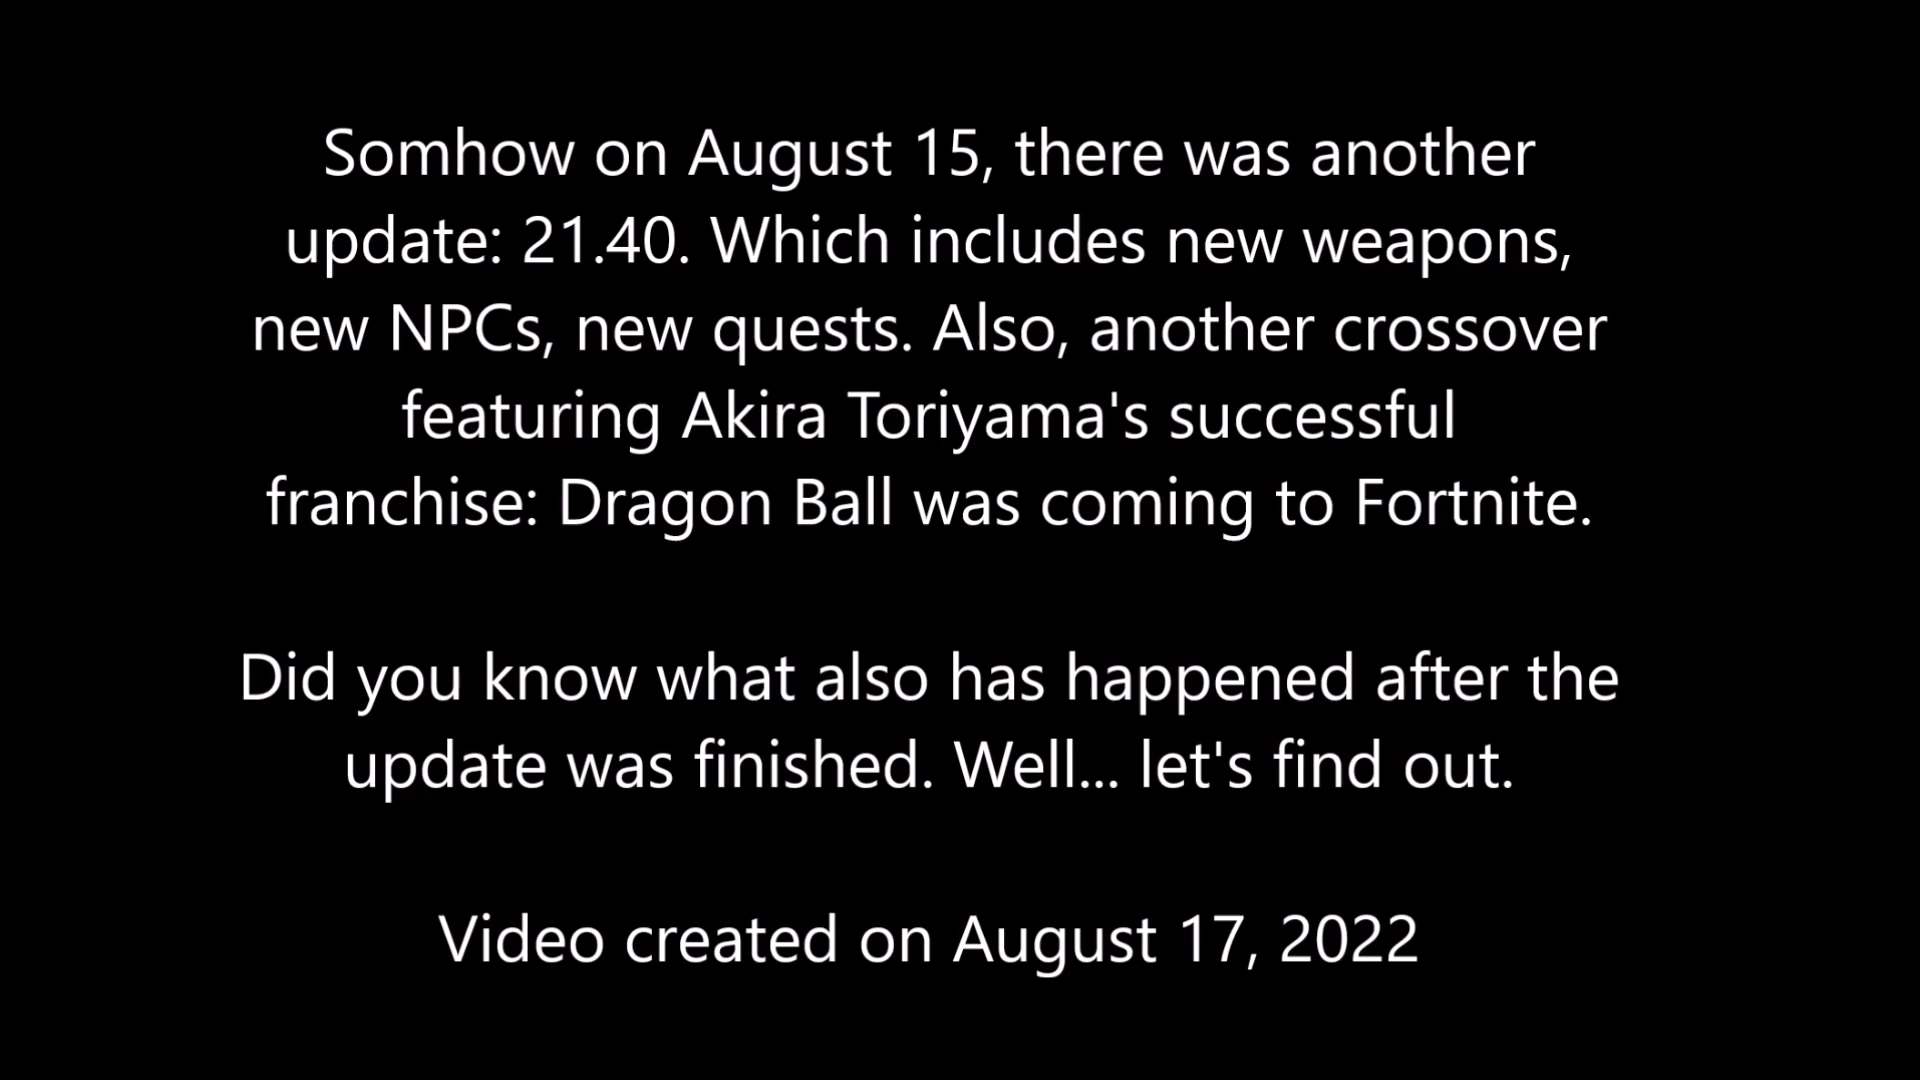 Somhow on August 15, there was another
update: 21.40. Which includes new weapons,
new NPCs, new quests. Also, another crossover
featuring Akira Toriyama's successful
franchise: Dragon Ball was coming to Fortnite.
Did you know what also has happened after the
update was finished. Well... let's find out.
Video created on August 17, 2022